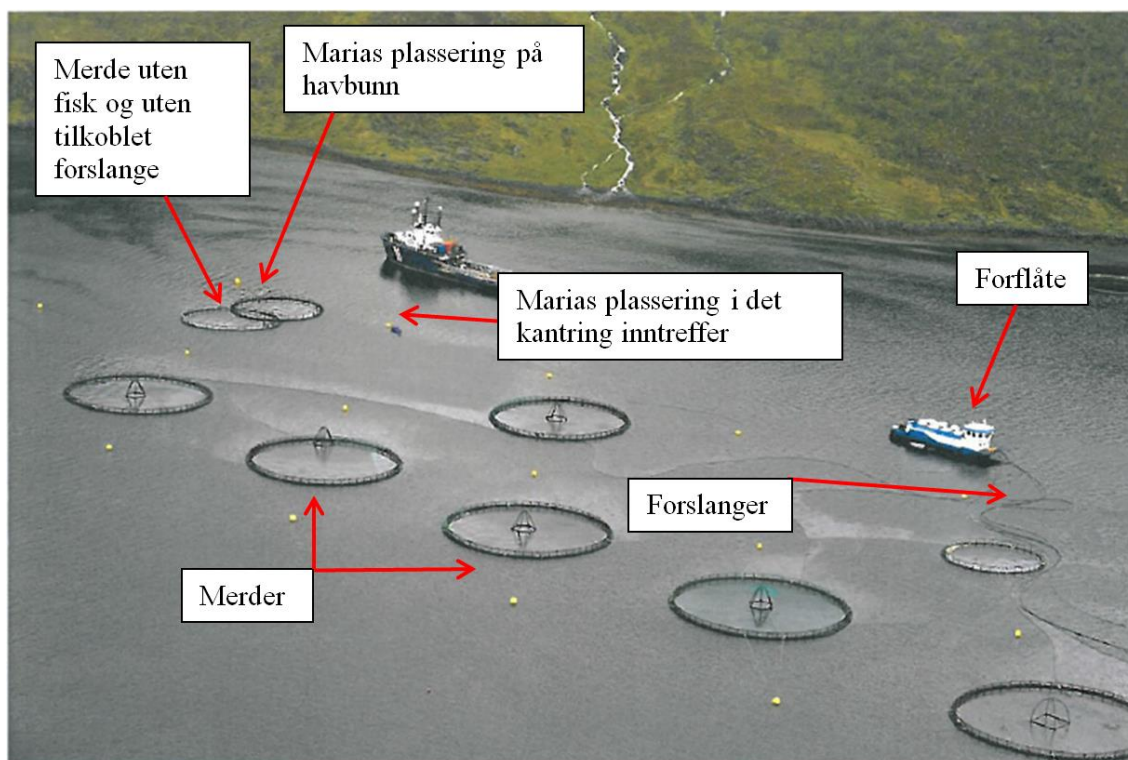 Merde uten
fisk og uten
tilkoblet
forslange
Marias plassering på
havbunn
Marias plassering i det
kantring inntreffer
Forflåte
Forslanger
Merder